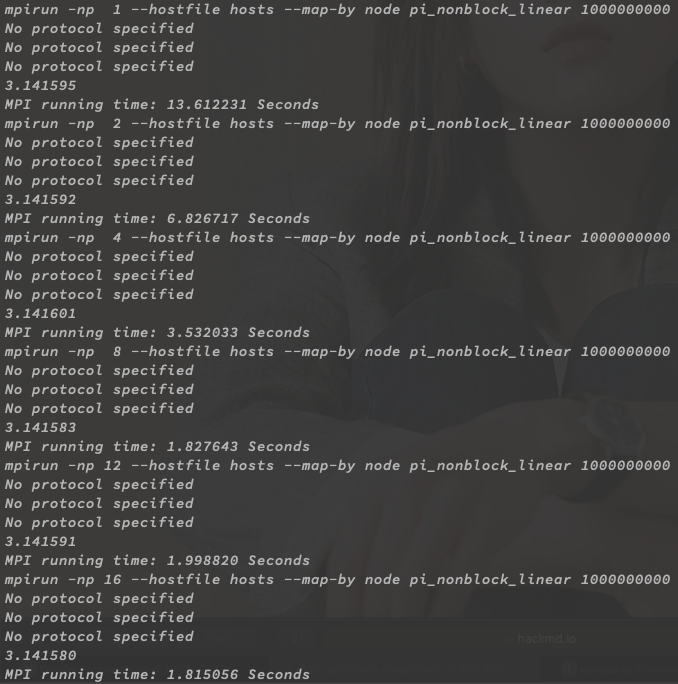 mpirun -np  1 --hostfile hosts --map-by node pi_nonblock_linear 1000000000
No protocol specified
No protocol specified
No protocol specified
3.141595
MPI running time: 13.612231 Seconds
mpirun -np  2 --hostfile hosts --map-by node pi_nonblock_linear 1000000000
No protocol specified
No protocol specified
No protocol specified
3.141592
MPI running time: 6.826717 Seconds
mpirun -np  4 --hostfile hosts --map-by node pi_nonblock_linear 1000000000
No protocol specified
No protocol specified
No protocol specified
3.141601
MPI running time: 3.532033 Seconds
mpirun -np  8 --hostfile hosts --map-by node pi_nonblock_linear 1000000000
No protocol specified
No protocol specified
No protocol specified
3.141583
MPI running time: 1.827643 Seconds
mpirun -np 12 --hostfile hosts --map-by node pi_nonblock_linear 1000000000
No protocol specified
No protocol specified
No protocol specified
3.141591
MPI running time: 1.998820 Seconds
mpirun -np 16 --hostfile hosts --map-by node pi_nonblock_linear 1000000000
No protocol specified
No protocol specified
No protocol specified
hackmd.io
3.141580
MPI running time: 1.815056 Seconds